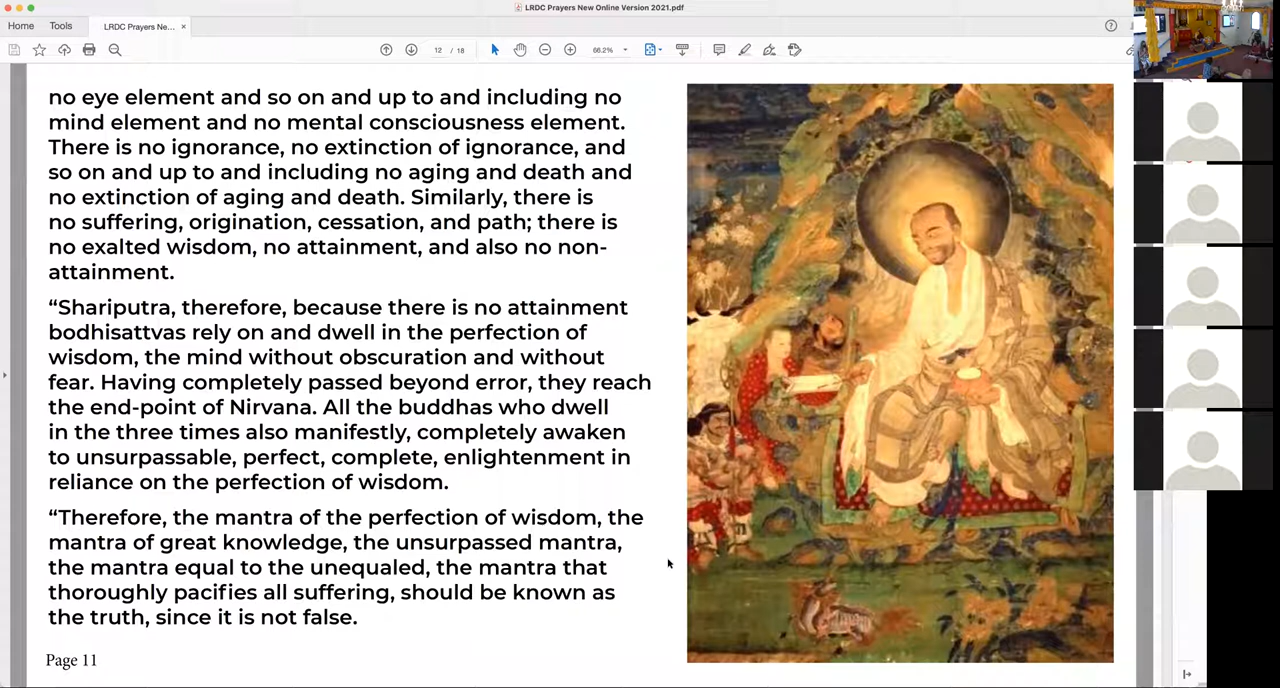 LRDC Prayers New Online Version 2021.pdf
Home Tools LRDC Prayers Ne... ×
12 / 18 68.2%
no eye element and so on and up to and including no
mind element and no mental consciousness element.
There is no ignorance, no extinction of ignorance, and
so on and up to and including no aging and death and
no extinction of aging and death. Similarly, there is
no suffering, origination, cessation, and path; there is
no exalted wisdom, no attainment, and also no non-
attainment.
“Shariputra, therefore, because there is no attainment
bodhisattvas rely on and dwell in the perfection of
wisdom, the mind without obscuration and without
fear. Having completely passed beyond error, they reach
the end-point of Nirvana. All the buddhas who dwell
in the three times also manifestly, completely awaken
to unsurpassable, perfect, complete, enlightenment in
reliance on the perfection of wisdom.
“Therefore, the mantra of the perfection of wisdom, the
mantra of great knowledge, the unsurpassed mantra,
the mantra equal to the unequaled, the mantra that
thoroughly pacifies all suffering, should be known as
the truth, since it is not false.
Page 11